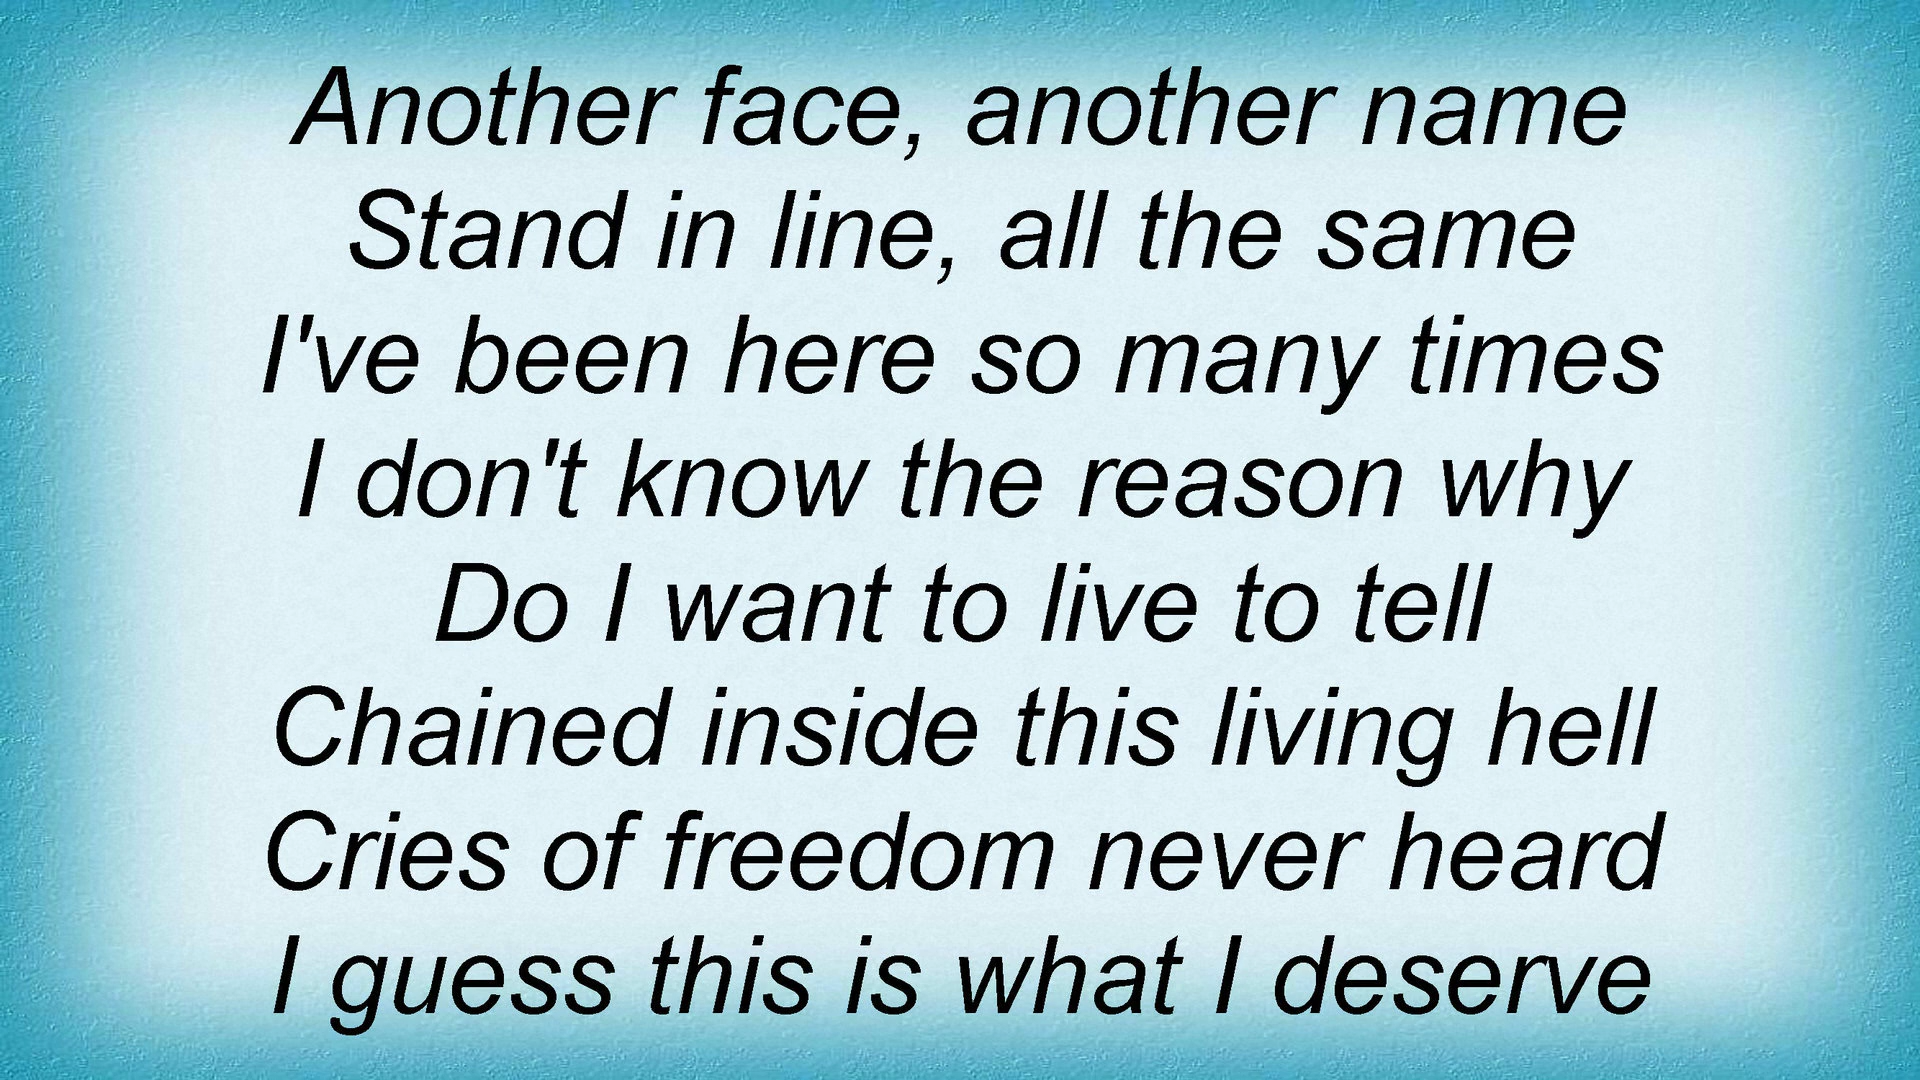 Another face, another name
Stand in line, all the same
I've been here so many times
I don't know the reason why
Do I want to live to tell
Chained inside this living hell
Cries of freedom never heard
I guess this is what I deserve